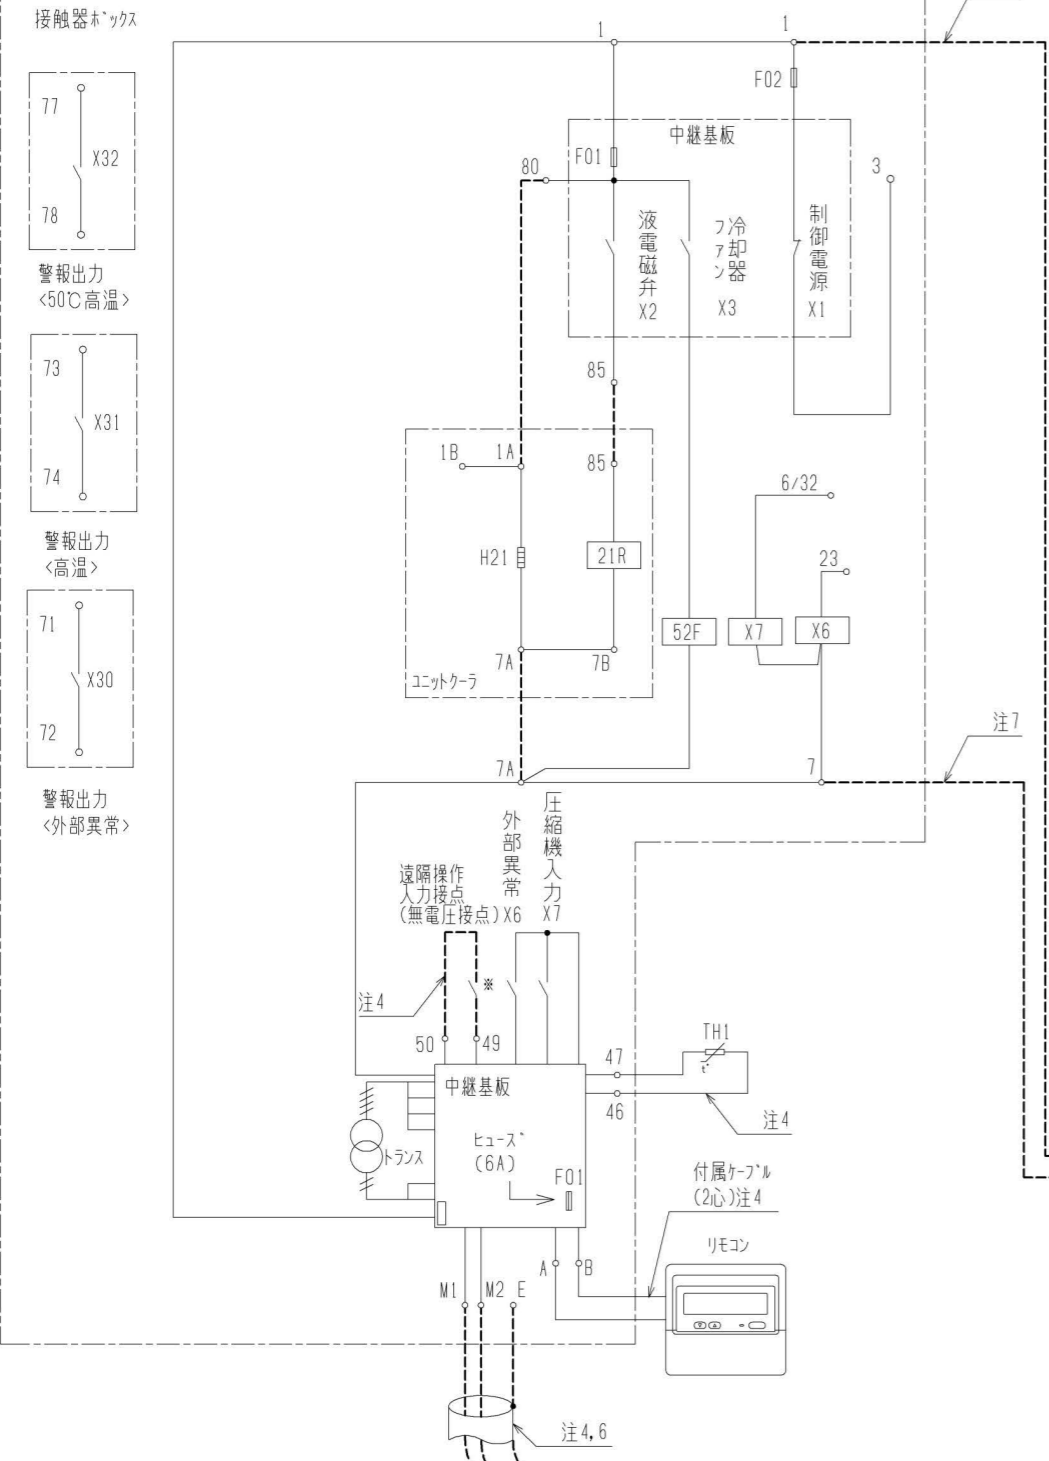 接触器ボックス
77
X32
78
警報出力
<50℃高温>
73
X31
74
警報出力
<高温>
71
X30
72
警報出力
<外部異常>
1
1
F02
中継基板
F01
80
3
液電磁弁
X2
冷却器
ファン
X3
制御電源
X1
85
1B
1A
85
H21
21R
7A
7B
ユニットクーラ
6/32
23
52F
X7
X6
7A
7
注7
遠隔操作
入力接点
(無電圧接点)
外部異常
X6
圧縮機入力
X7
※
注4
50
49
47
46
TH1
t°
注4
中継基板
ヒューズ
(6A)
F01
トランス
付属ケーブル
(2心)注4
リモコン
A
B
M1
M2
E
注4,6